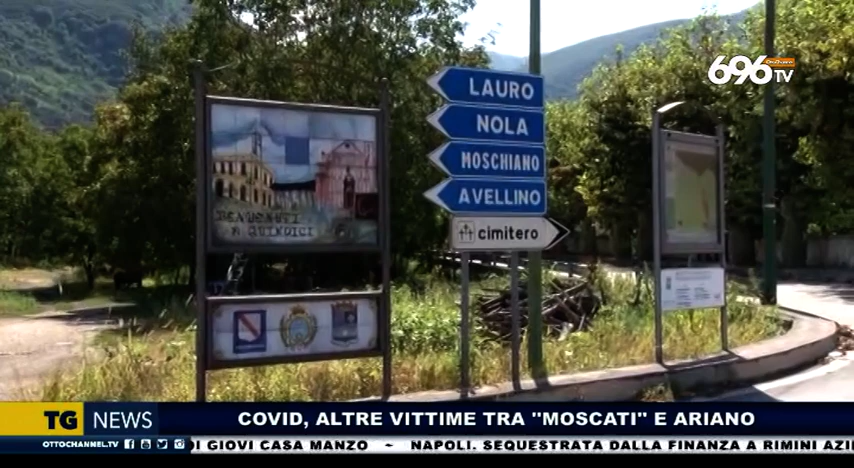 696 TV
LAURO
NOLA
MOSCHIANO
AVELLINO
cimitero
BENVENUTI
A QUINDICI
TG NEWS
COVID, ALTRE VITTIME TRA "MOSCATI" E ARIANO
OTTOCHANNEL.TV
DI GIOVI CASA MANZO - NAPOLI. SEQUESTRATA DALLA FINANZA A RIMINI AZI